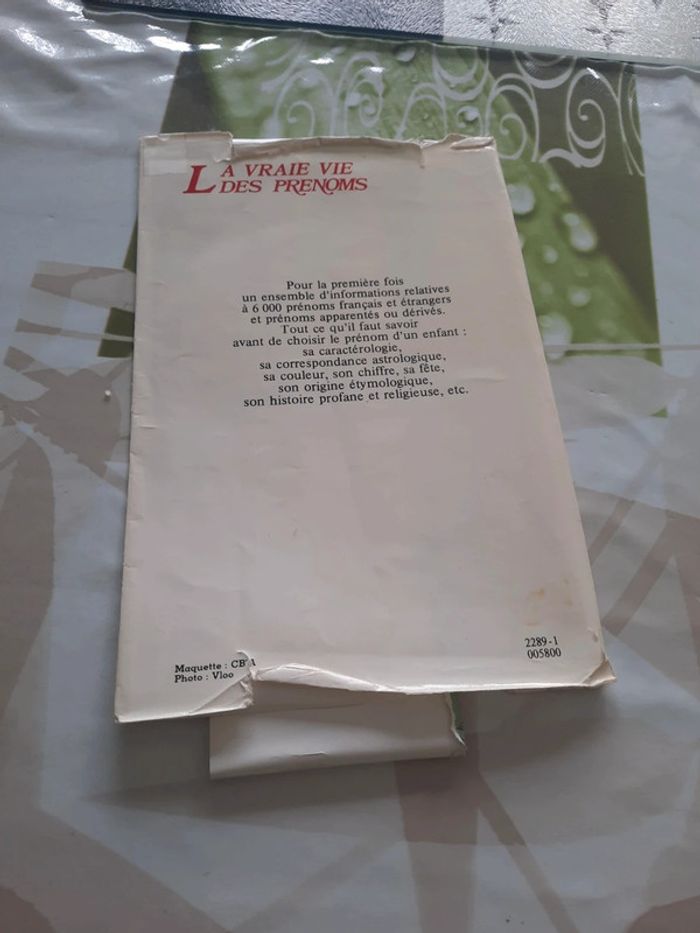 LA VRAIE VIE
DES PRENOMS
Pour la première fois
un ensemble d'informations relatives
à 6 000 prénoms français et étrangers
et prénoms apparentés ou dérivés.
Tout ce qu'il faut savoir
avant de choisir le prénom d'un enfant :
sa caractérologie,
sa correspondance astrologique,
sa couleur, son chiffre, sa fête,
son origine étymologique,
son histoire profane et religieuse, etc.
2289-1
005800
Maquette :
Photo : Vloo